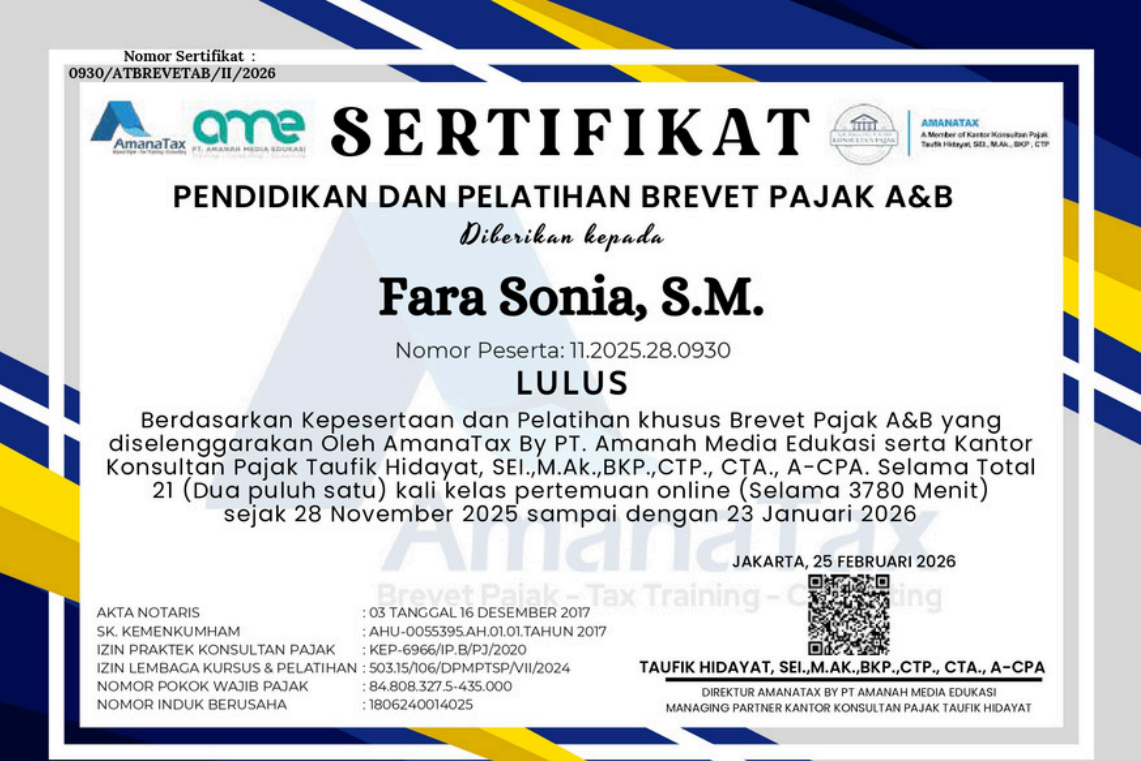 Nomor Sertifikat :
0930/ATBREVETAB/II/2026
AmanaTax
ame
PT. AMANAH MEDIA EDUKASI
SERTIFIKAT
KONSULTAN PAJAK
AMANATAX
A Member of Kantor Konsultan Pajak
Taufik Hidayat, SEI., M.Ak., BKP , CTP
PENDIDIKAN DAN PELATIHAN BREVET PAJAK A&B
Diberikan kepada
Fara Sonia, S.M.
Nomor Peserta: 11.2025.28.0930
LULUS
Berdasarkan Kepesertaan dan Pelatihan khusus Brevet Pajak A&B yang
diselenggarakan Oleh AmanaTax By PT. Amanah Media Edukasi serta Kantor
Konsultan Pajak Taufik Hidayat, SEI.,M.Ak.,BKP.,CTP., CTA., A-CPA. Selama Total
21 (Dua puluh satu) kali kelas pertemuan online (Selama 3780 Menit)
sejak 28 November 2025 sampai dengan 23 Januari 2026
AmanaTax
Brevet Pajak - Tax Training -
JAKARTA, 25 FEBRUARI 2026
AKTA NOTARIS : 03 TANGGAL 16 DESEMBER 2017
SK. KEMENKUMHAM : AHU-0055395.AH.01.01.TAHUN 2017
IZIN PRAKTEK KONSULTAN PAJAK : KEP-6966/IP.B/PJ/2020
IZIN LEMBAGA KURSUS & PELATIHAN : 503.15/106/DPMPTSP/VII/2024
NOMOR POKOK WAJIB PAJAK : 84.808.327.5-435.000
NOMOR INDUK BERUSAHA : 1806240014025
TAUFIK HIDAYAT, SEI.,M.AK.,BKP.,CTP., CTA., A-CPA
DIREKTUR AMANATAX BY PT AMANAH MEDIA EDUKASI
MANAGING PARTNER KANTOR KONSULTAN PAJAK TAUFIK HIDAYAT